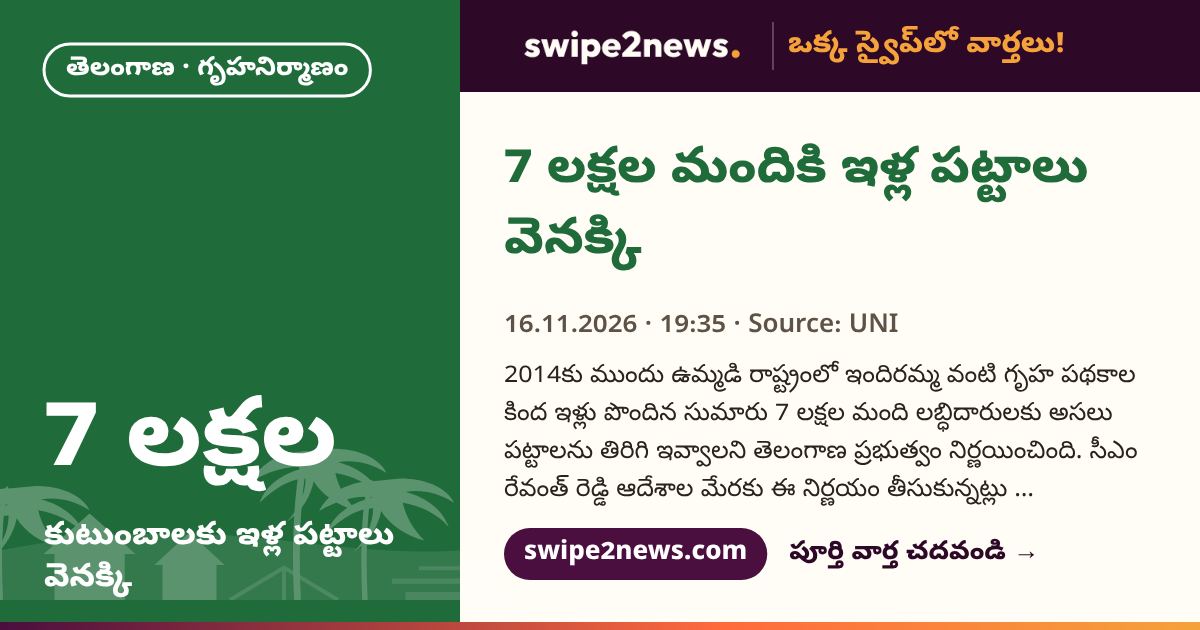 తెలంగాణ · గృహనిర్మాణం
7 లక్షల
కుటుంబాలకు ఇళ్ల పట్టాలు
వెనక్కి
swipe2news.
ఒక్క స్వైప్‌లో వార్తలు!
7 లక్షల మందికి ఇళ్ల పట్టాలు
వెనక్కి
16.11.2026 · 19:35 · Source: UNI
2014కు ముందు ఉమ్మడి రాష్ట్రంలో ఇందిరమ్మ వంటి గృహ పథకాల
కింద ఇళ్లు పొందిన సుమారు 7 లక్షల మంది లబ్ధిదారులకు అసలు
పట్టాలను తిరిగి ఇవ్వాలని తెలంగాణ ప్రభుత్వం నిర్ణయించింది. సీఎం
రేవంత్ రెడ్డి ఆదేశాల మేరకు ఈ నిర్ణయం తీసుకున్నట్లు ...
swipe2news.com
పూర్తి వార్త చదవండి →